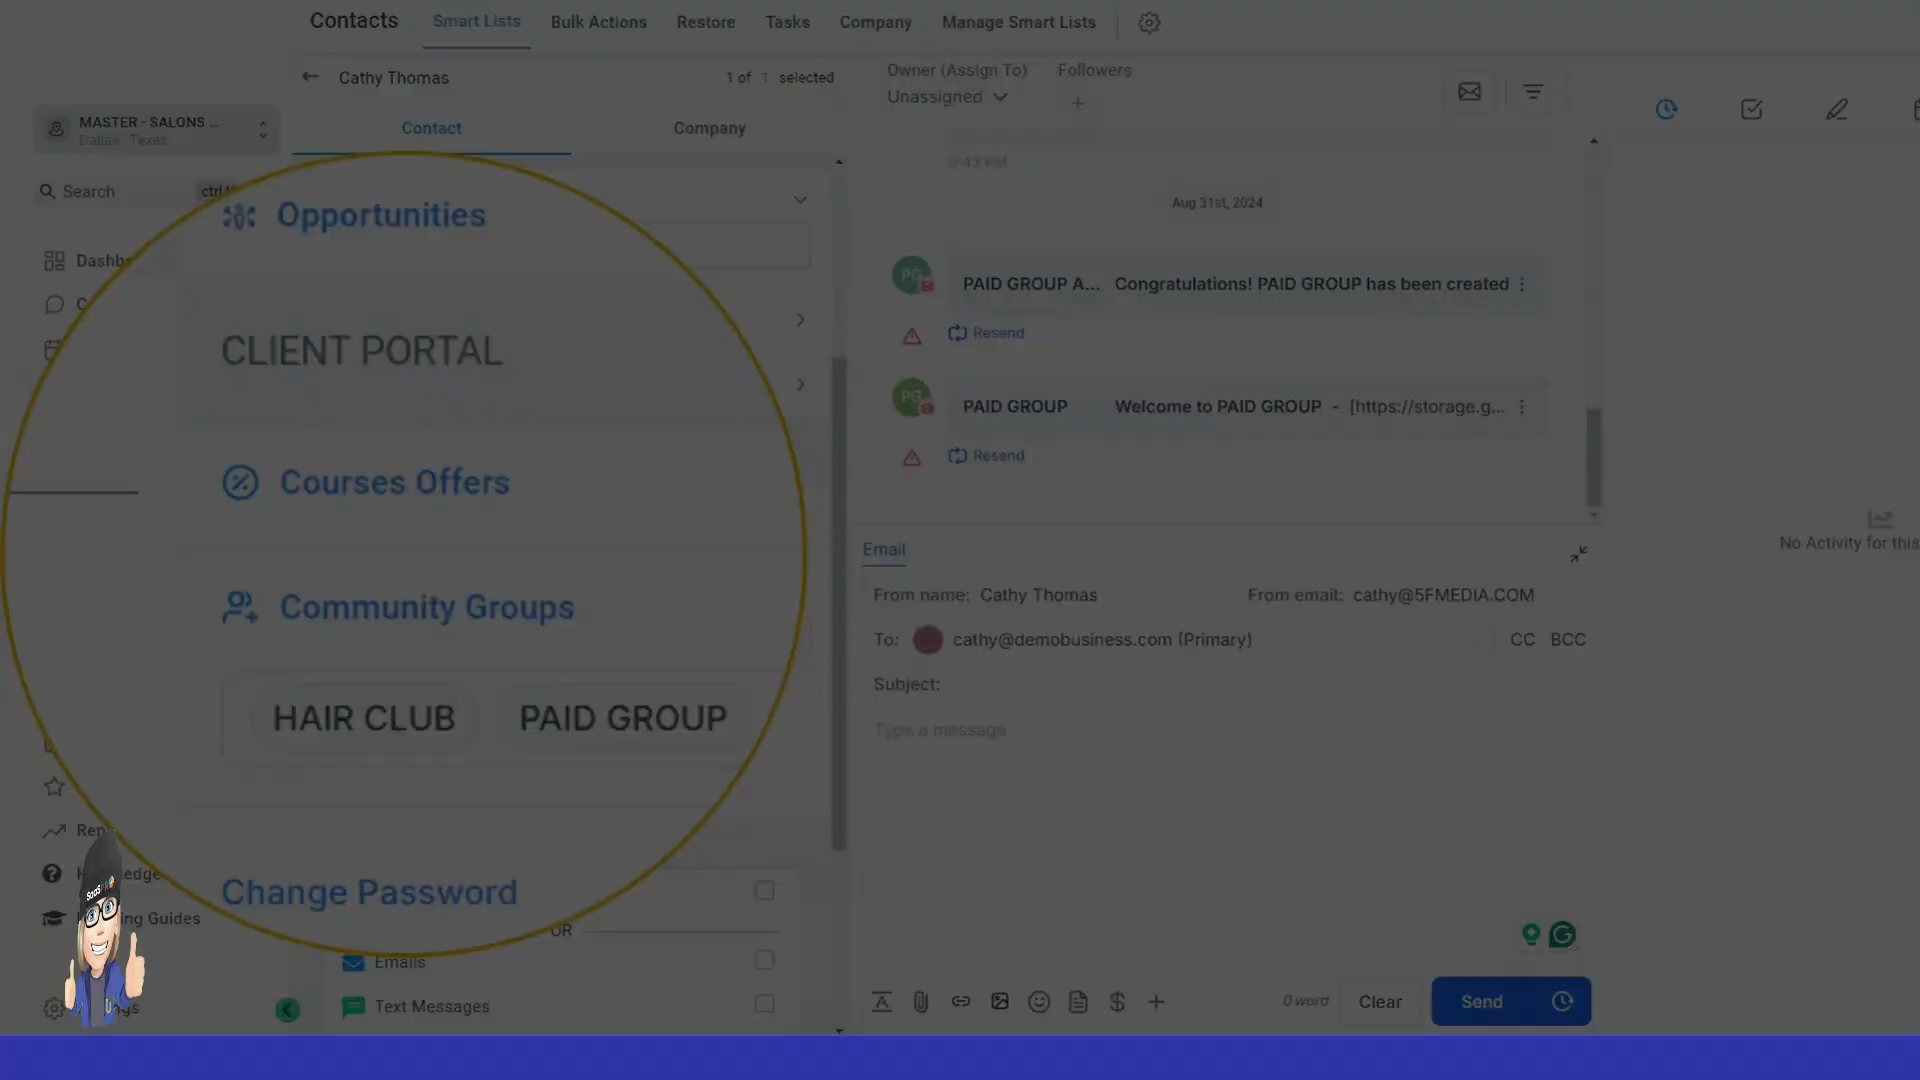 Contacts
Smart Lists
Bulk Actions
Restore
Tasks
Company
Manage Smart Lists
Cathy Thomas
1 of 1 selected
Owner (Assign To)
Unassigned
Followers
MASTER - SALONS ...
Dallas, Texas
Contact
Company
Search
Opportunities
CLIENT PORTAL
Courses Offers
Community Groups
HAIR CLUB
PAID GROUP
Change Password
OR
Emails
Text Messages
Aug 31st, 2024
PAID GROUP A... Congratulations! PAID GROUP has been created
Resend
PAID GROUP Welcome to PAID GROUP - [https://storage.g...
Resend
No Activity for this
Email
From name: Cathy Thomas
From email: cathy@5FMEDIA.COM
To: cathy@demobusiness.com (Primary)
CC BCC
Subject:
Type a message
0 word
Clear
Send